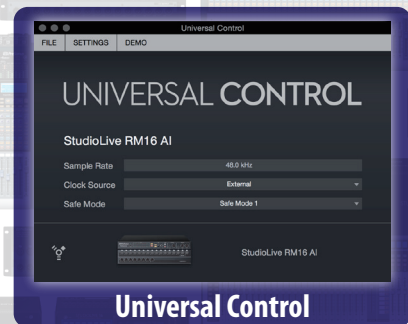 Universal Control
FILE SETTINGS DEMO
UNIVERSAL CONTROL
StudioLive RM16 AI
Sample Rate 48.0 kHz
Clock Source External
Safe Mode Safe Mode 1
StudioLive RM16 AI
Universal Control